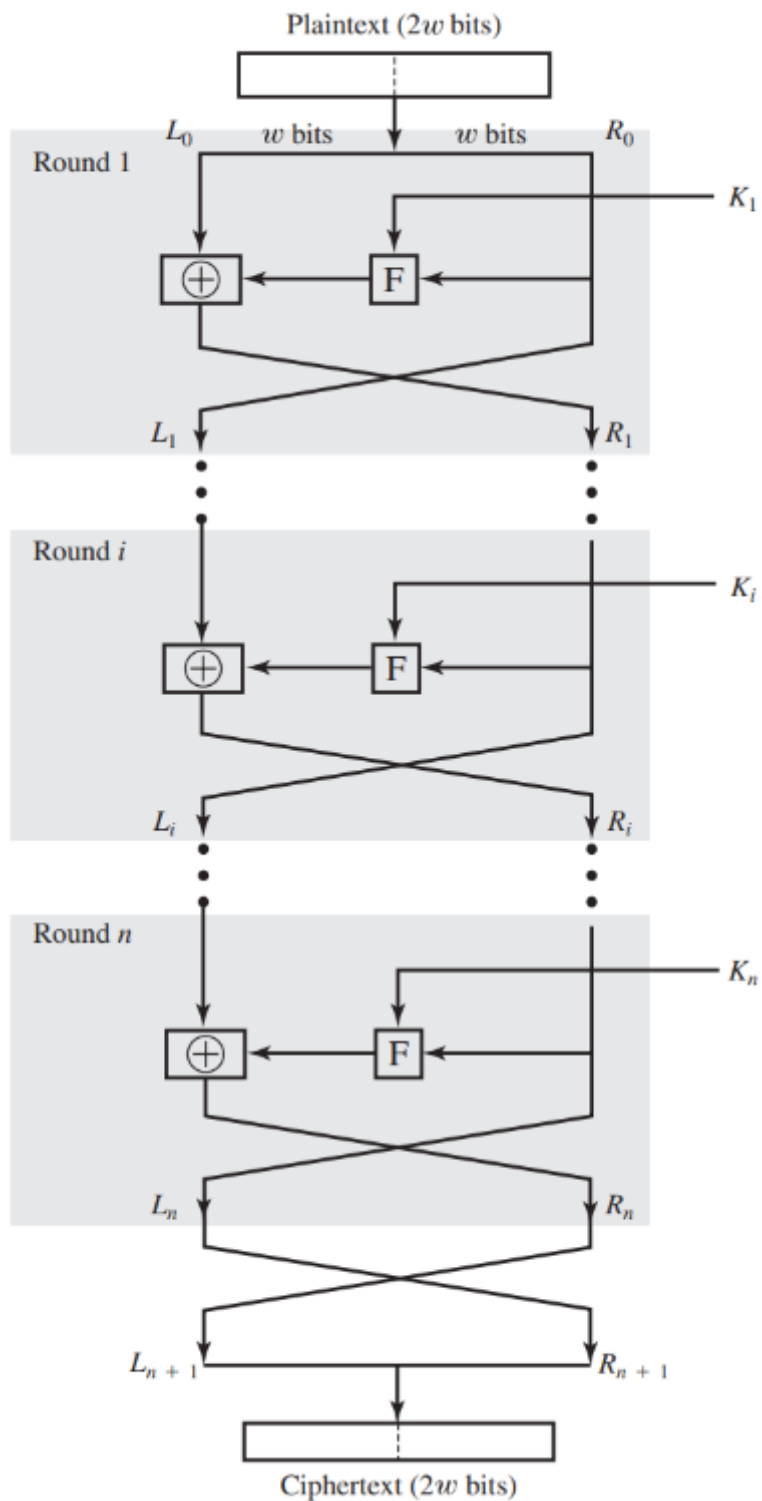 Plaintext (2w bits)
L₀ w bits w bits R₀
Round 1
K₁
⊕ F
L₁ R₁
Round i
Kᵢ
⊕ F
Lᵢ Rᵢ
Round n
Kₙ
⊕ F
Lₙ Rₙ
Lₙ ₊ ₁ Rₙ ₊ ₁
Ciphertext (2w bits)